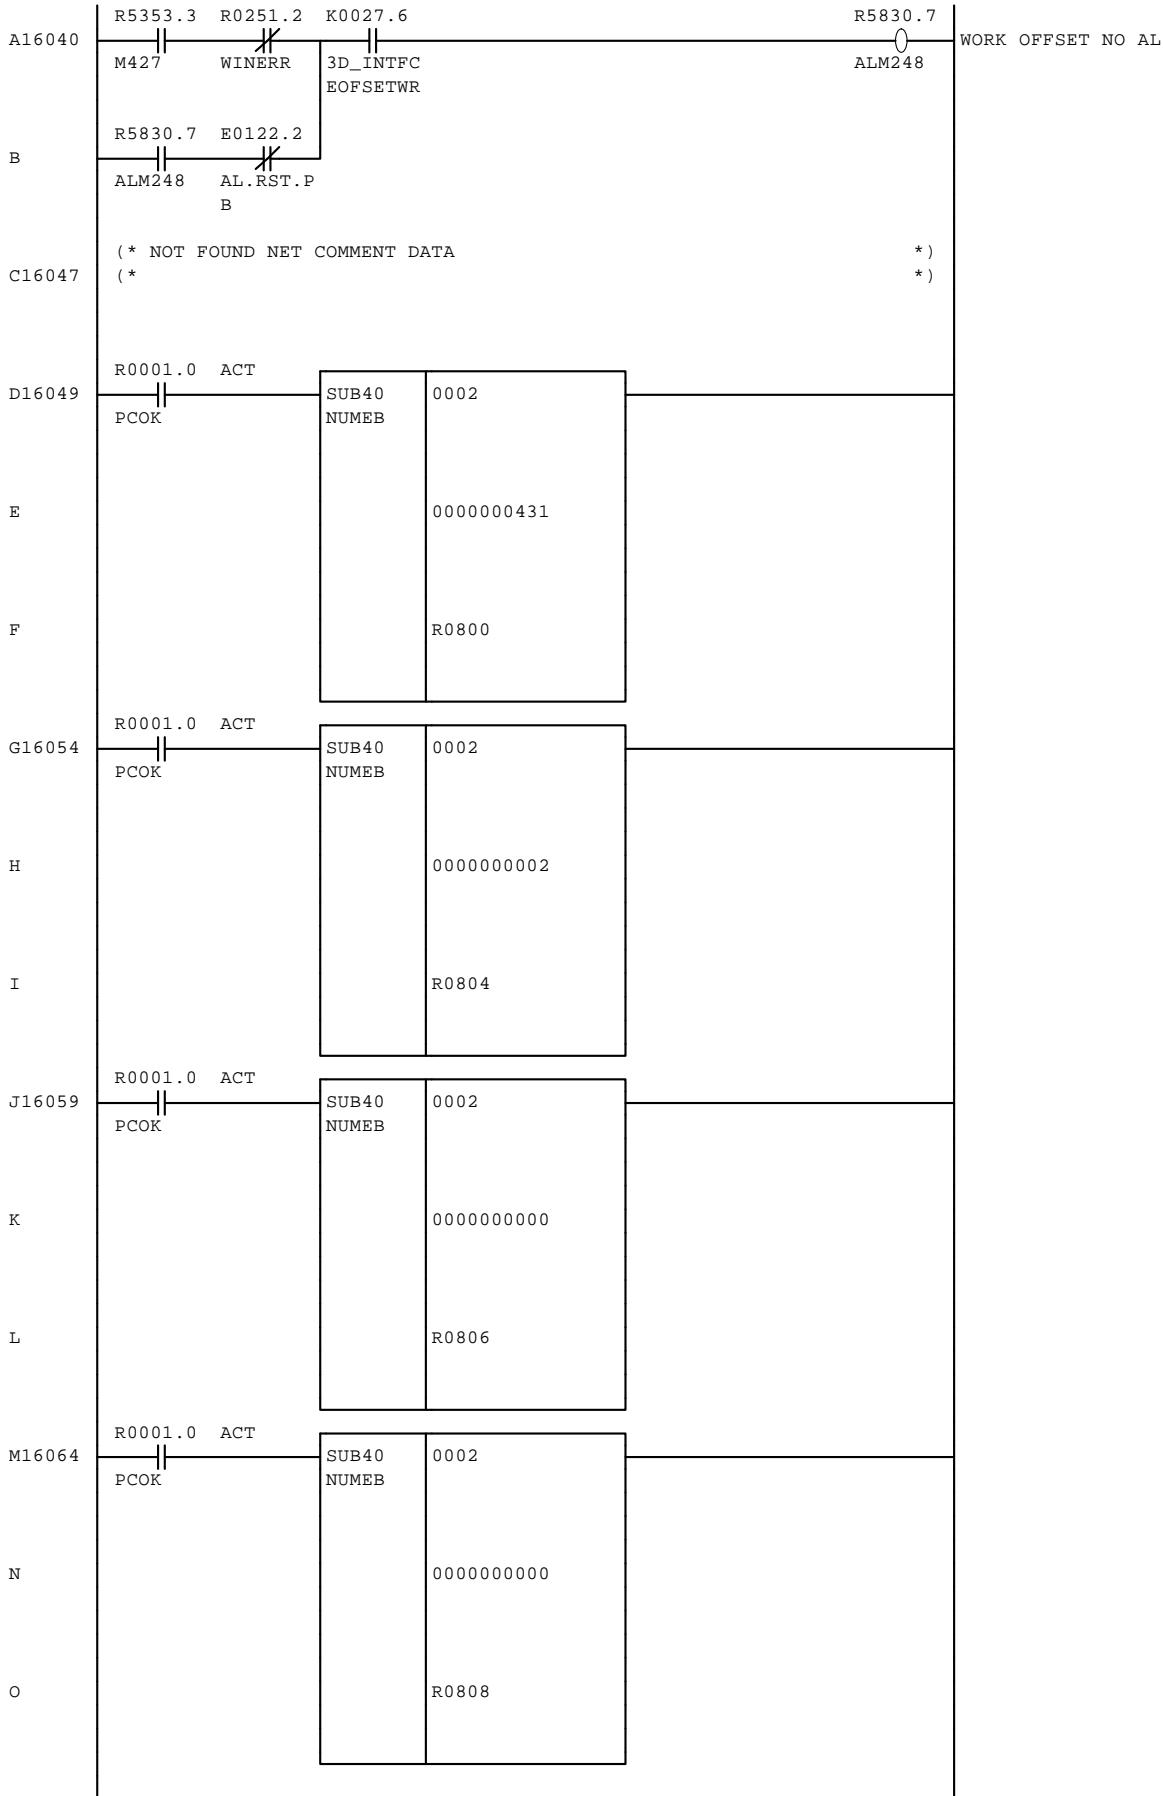 R5353.3 R0251.2 K0027.6 R5830.7
A16040 WORK OFFSET NO AL
M427 WINERR 3D_INTFC ALM248
EOFSETWR
R5830.7 E0122.2
B
ALM248 AL.RST.P
B
(* NOT FOUND NET COMMENT DATA *)
C16047 (* *)
R0001.0 ACT
D16049 SUB40 0002
PCOK NUMEB
E 0000000431
F R0800
R0001.0 ACT
G16054 SUB40 0002
PCOK NUMEB
H 0000000002
I R0804
R0001.0 ACT
J16059 SUB40 0002
PCOK NUMEB
K 0000000000
L R0806
R0001.0 ACT
M16064 SUB40 0002
PCOK NUMEB
N 0000000000
O R0808